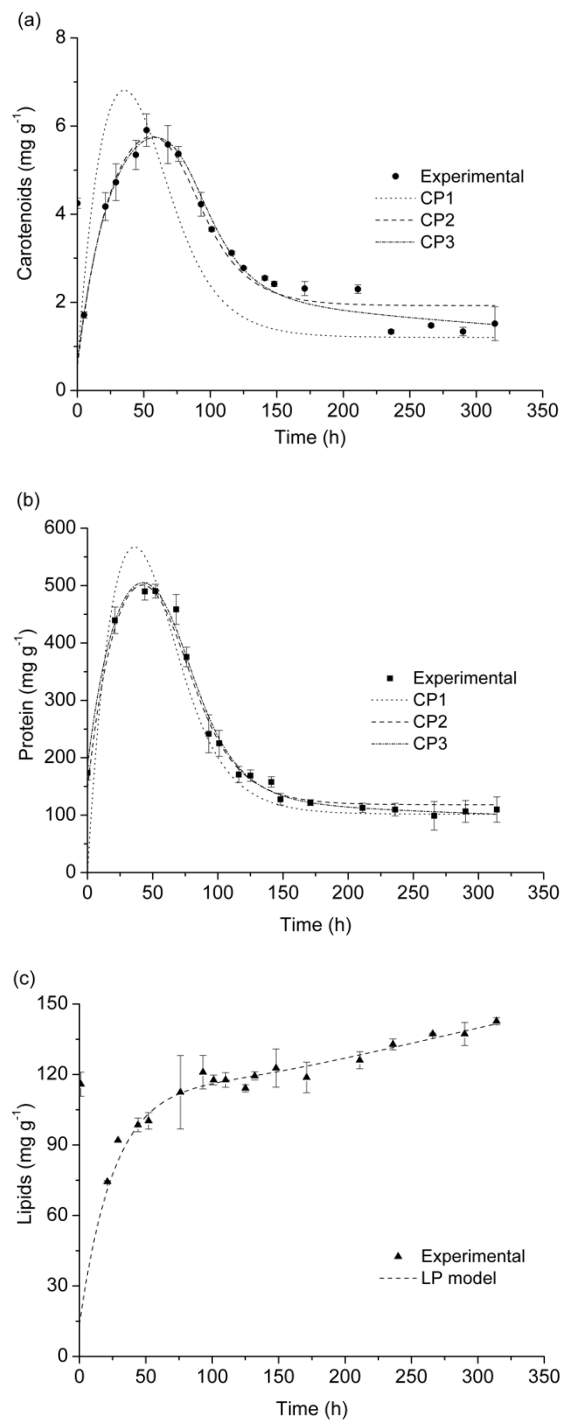 (a)
8
6
4
2
0
Carotenoids (mg g⁻¹)
Experimental
CP1
CP2
CP3
0 50 100 150 200 250 300 350
Time (h)
(b)
600
500
400
300
200
100
0
Protein (mg g⁻¹)
Experimental
CP1
CP2
CP3
0 50 100 150 200 250 300 350
Time (h)
(c)
150
120
90
60
30
0
Lipids (mg g⁻¹)
Experimental
LP model
0 50 100 150 200 250 300 350
Time (h)